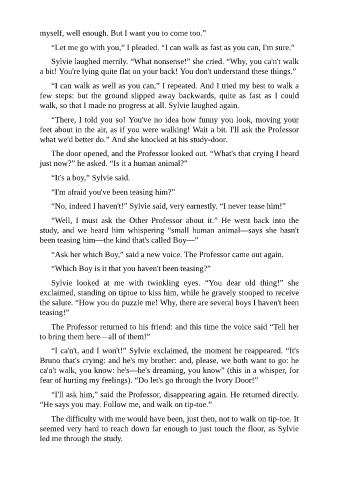 myself, well enough. But I want you to come too.”
“Let me go with you,” I pleaded. “I can walk as fast as you can, I'm sure.”
Sylvie laughed merrily. “What nonsense!” she cried. “Why, you ca'n't walk
a bit! You're lying quite flat on your back! You don't understand these things.”
“I can walk as well as you can,” I repeated. And I tried my best to walk a
few steps: but the ground slipped away backwards, quite as fast as I could
walk, so that I made no progress at all. Sylvie laughed again.
“There, I told you so! You've no idea how funny you look, moving your
feet about in the air, as if you were walking! Wait a bit. I'll ask the Professor
what we'd better do.” And she knocked at his study-door.
The door opened, and the Professor looked out. “What's that crying I heard
just now?” he asked. “Is it a human animal?”
“It's a boy,” Sylvie said.
“I'm afraid you've been teasing him?”
“No, indeed I haven't!” Sylvie said, very earnestly. “I never tease him!”
“Well, I must ask the Other Professor about it.” He went back into the
study, and we heard him whispering “small human animal—says she hasn't
been teasing him—the kind that's called Boy—”
“Ask her which Boy,” said a new voice. The Professor came out again.
“Which Boy is it that you haven't been teasing?”
Sylvie looked at me with twinkling eyes. “You dear old thing!” she
exclaimed, standing on tiptoe to kiss him, while he gravely stooped to receive
the salute. “How you do puzzle me! Why, there are several boys I haven't been
teasing!”
The Professor returned to his friend: and this time the voice said “Tell her
to bring them here—all of them!”
“I ca'n't, and I won't!” Sylvie exclaimed, the moment he reappeared. “It's
Bruno that's crying: and he's my brother: and, please, we both want to go: he
ca'n't walk, you know: he's—he's dreaming, you know” (this in a whisper, for
fear of hurting my feelings). “Do let's go through the Ivory Door!”
“I'll ask him,” said the Professor, disappearing again. He returned directly.
“He says you may. Follow me, and walk on tip-toe.”
The difficulty with me would have been, just then, not to walk on tip-toe. It
seemed very hard to reach down far enough to just touch the floor, as Sylvie
led me through the study.